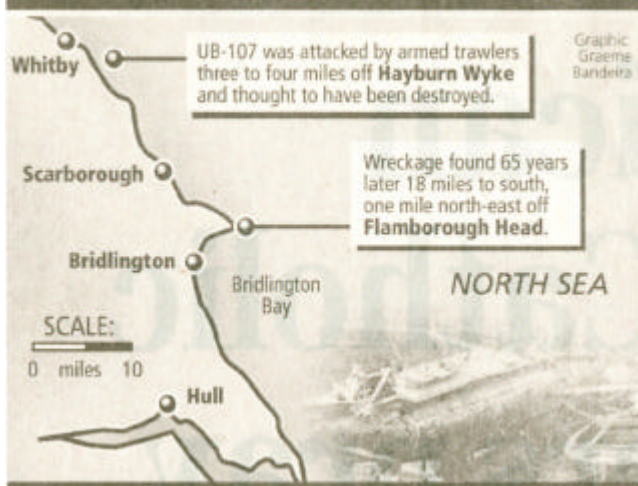 Graphic
Graeme
Bandeira
Whitby
UB-107 was attacked by armed trawlers
three to four miles off Hayburn Wyke
and thought to have been destroyed.
Scarborough
Wreckage found 65 years
later 18 miles to south,
one mile north-east off
Flamborough Head.
Bridlington
Bridlington
Bay
NORTH SEA
SCALE:
0 miles 10
Hull